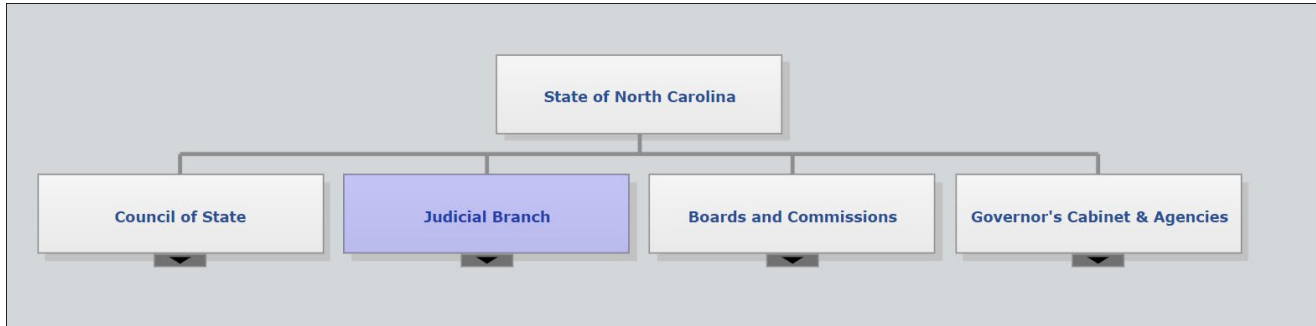 State of North Carolina
Council of State
Judicial Branch
Boards and Commissions
Governor's Cabinet & Agencies